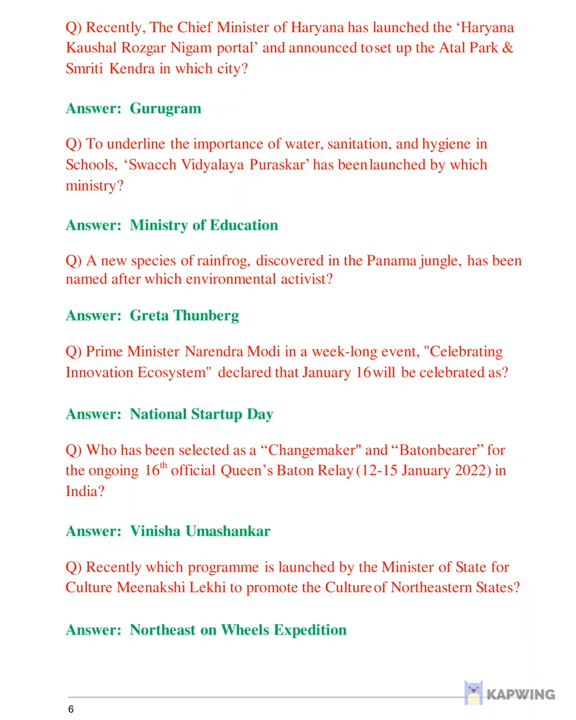 Q) Recently, The Chief Minister of Haryana has launched the ‘Haryana
Kaushal Rozgar Nigam portal’ and announced toset up the Atal Park &
Smriti Kendra in which city?
Answer: Gurugram
Q) To underline the importance of water, sanitation, and hygiene in
Schools, ‘Swacch Vidyalaya Puraskar’ has beenlaunched by which
ministry?
Answer: Ministry of Education
Q) A new species of rainfrog, discovered in the Panama jungle, has been
named after which environmental activist?
Answer: Greta Thunberg
Q) Prime Minister Narendra Modi in a week-long event, "Celebrating
Innovation Ecosystem" declared that January 16will be celebrated as?
Answer: National Startup Day
Q) Who has been selected as a “Changemaker" and “Batonbearer” for
the ongoing 16th official Queen’s Baton Relay(12-15 January 2022) in
India?
Answer: Vinisha Umashankar
Q) Recently which programme is launched by the Minister of State for
Culture Meenakshi Lekhi to promote the Cultureof Northeastern States?
Answer: Northeast on Wheels Expedition
KAPWING
6